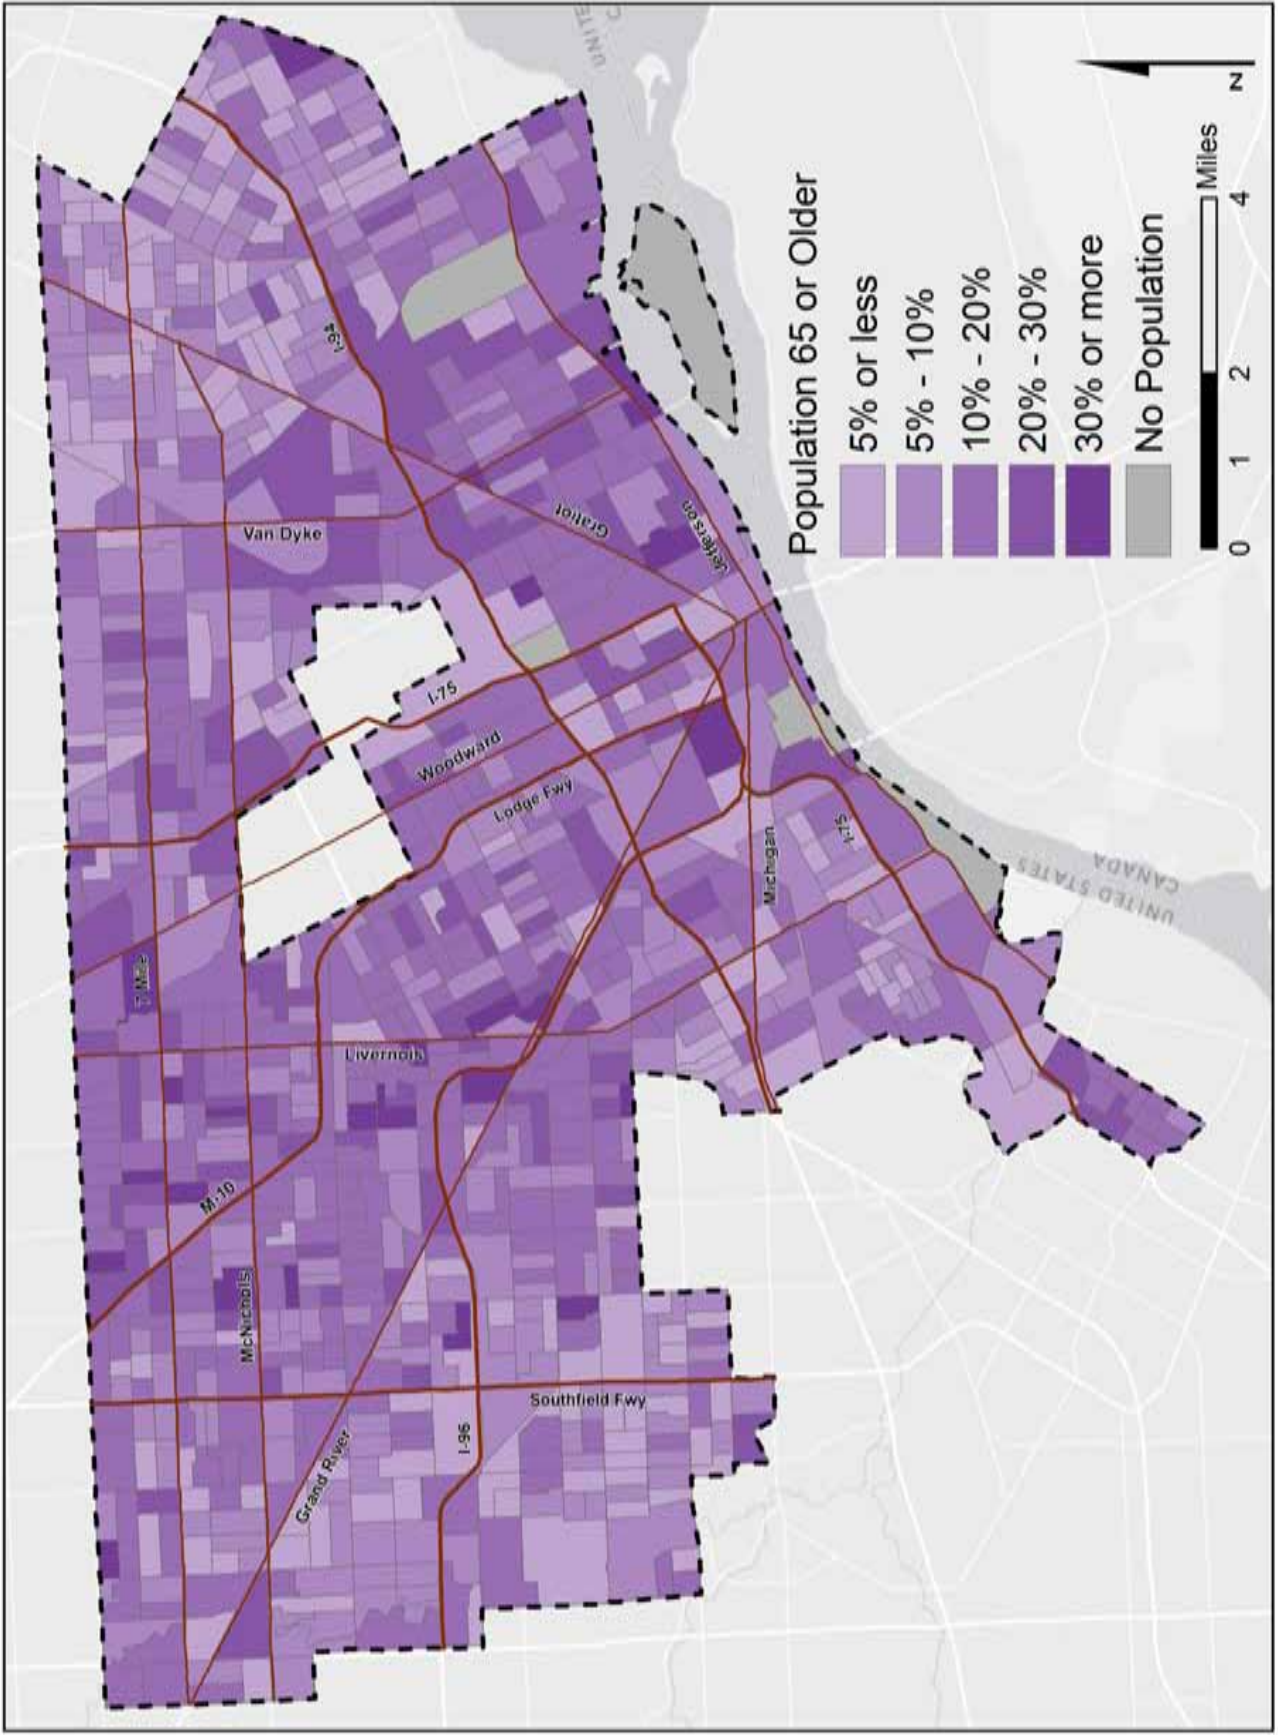 UNITE
C
I-94
Van Dyke
Gratiot
Jefferson
I-75
Woodward
Lodge Fwy
7 Mile
Livernois
Michigan
I-75
UNITED STATES
CANADA
M-10
McNichols
Southfield Fwy
I-96
Grand River
Population 65 or Older
5% or less
5% - 10%
10% - 20%
20% - 30%
30% or more
No Population
0 1 2 4 Miles
N